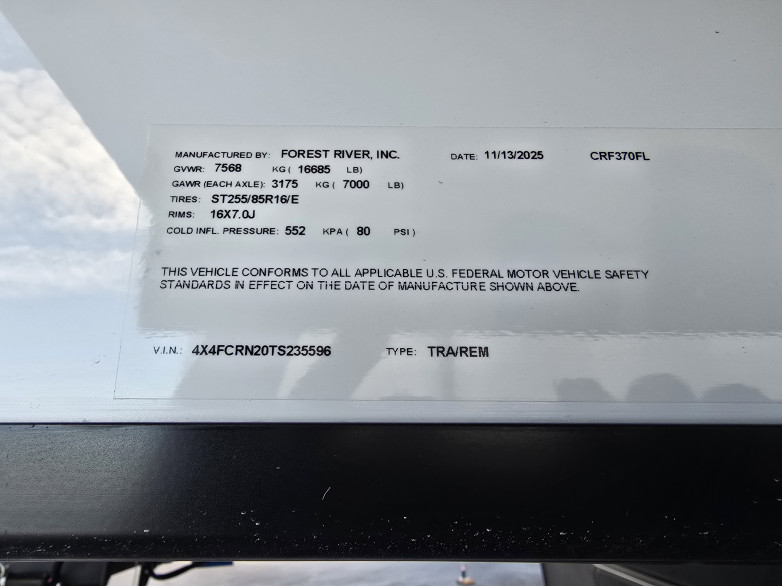 MANUFACTURED BY: FOREST RIVER, INC. DATE: 11/13/2025 CRF370FL
GVWR: 7568 KG ( 16685 LB)
GAWR (EACH AXLE): 3175 KG ( 7000 LB)
TIRES: ST255/85R16/E
RIMS: 16X7.0J
COLD INFL. PRESSURE: 552 KPA ( 80 PSI )
THIS VEHICLE CONFORMS TO ALL APPLICABLE U.S. FEDERAL MOTOR VEHICLE SAFETY
STANDARDS IN EFFECT ON THE DATE OF MANUFACTURE SHOWN ABOVE.
V.I.N.: 4X4FCRN20TS235596 TYPE: TRA/REM